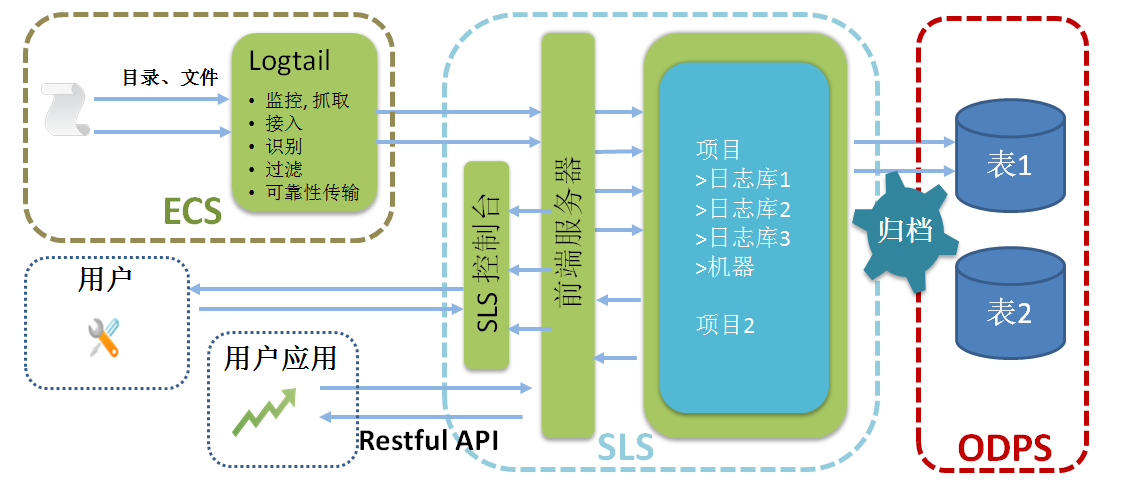 目录、文件
Logtail
• 监控, 抓取
• 接入
• 识别
• 过滤
• 可靠性传输
ECS
用户
用户应用
Restful API
SLS 控制台
前端服务器
项目
>日志库1
>日志库2
>日志库3
>机器
项目2
SLS
归档
表1
表2
ODPS